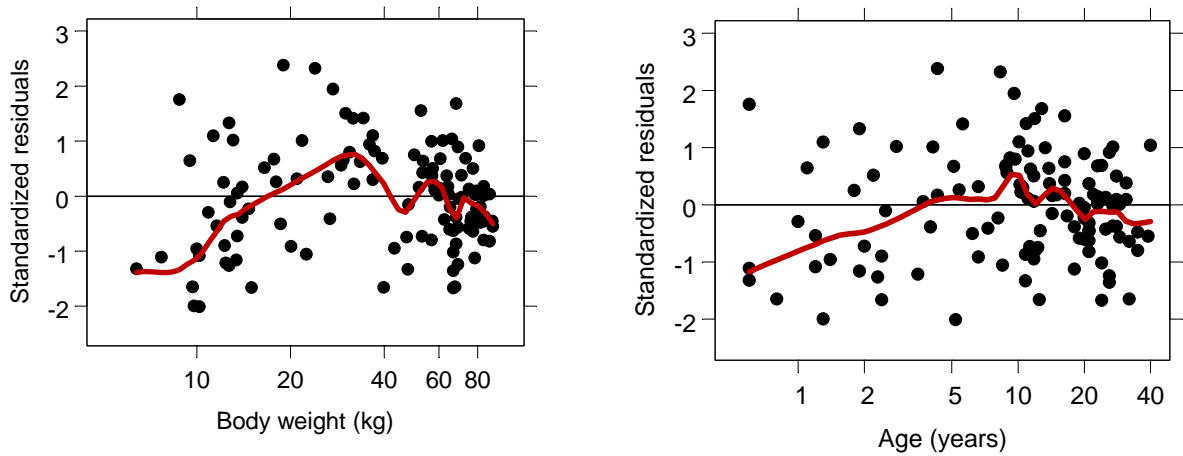 Standardized residuals
3
2
1
0
-1
-2
10 20 40 60 80
Body weight (kg)
Standardized residuals
3
2
1
0
-1
-2
1 2 5 10 20 40
Age (years)